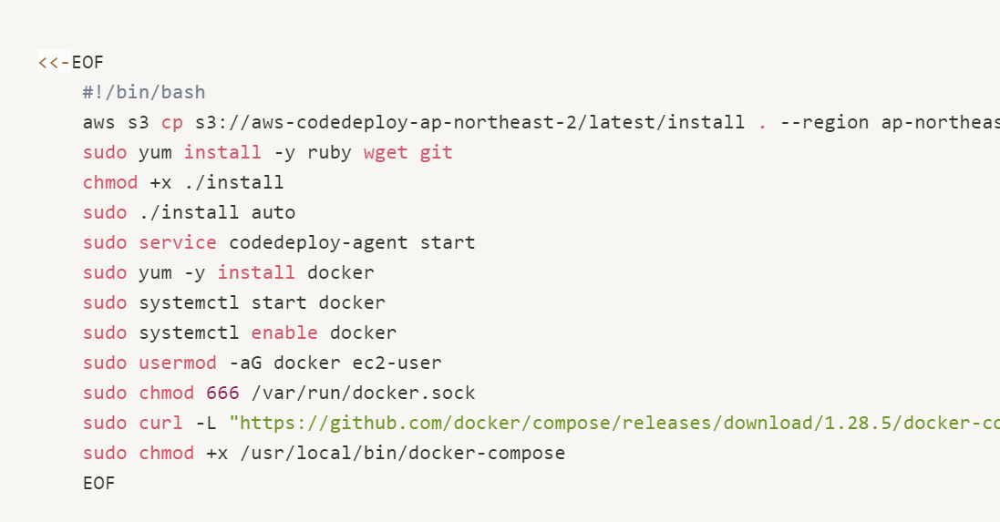 <<-EOF
#!/bin/bash
aws s3 cp s3://aws-codedeploy-ap-northeast-2/latest/install . --region ap-northeas
sudo yum install -y ruby wget git
chmod +x ./install
sudo ./install auto
sudo service codedeploy-agent start
sudo yum -y install docker
sudo systemctl start docker
sudo systemctl enable docker
sudo usermod -aG docker ec2-user
sudo chmod 666 /var/run/docker.sock
sudo curl -L "https://github.com/docker/compose/releases/download/1.28.5/docker-co
sudo chmod +x /usr/local/bin/docker-compose
EOF